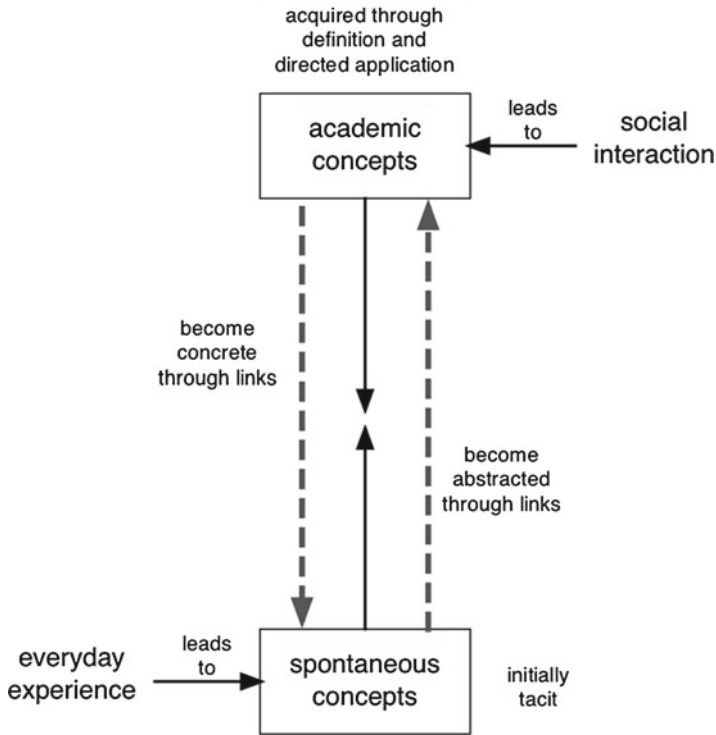 acquired through
definition and
directed application
academic
concepts
leads
to
social
interaction
become
concrete
through links
become
abstracted
through links
everyday
experience
leads
to
spontaneous
concepts
initially
tacit